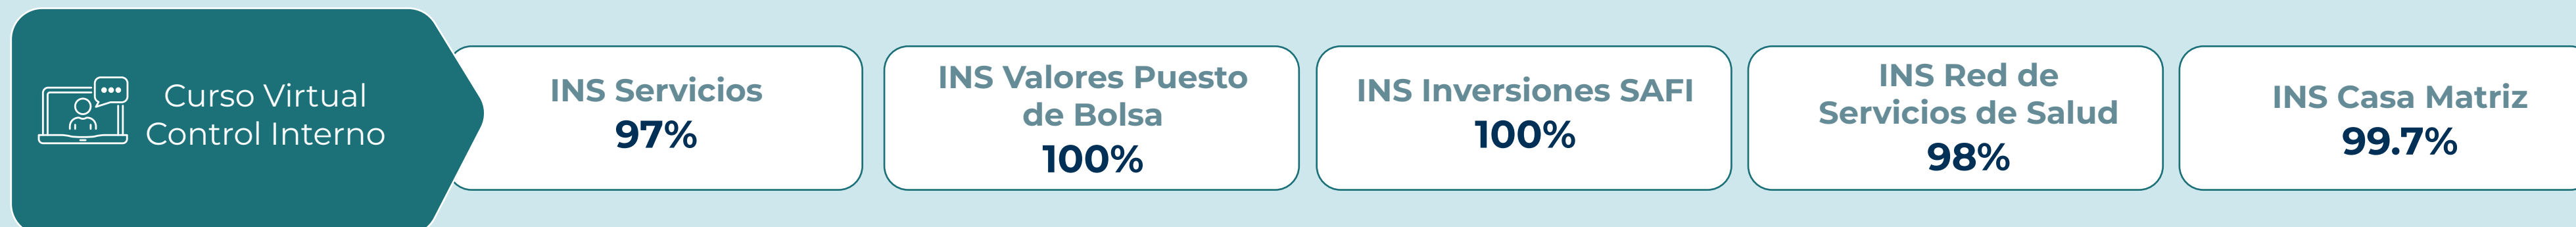 Curso Virtual
Control Interno
INS Servicios
97%
INS Valores Puesto
de Bolsa
100%
INS Inversiones SAFI
100%
INS Red de
Servicios de Salud
98%
INS Casa Matriz
99.7%